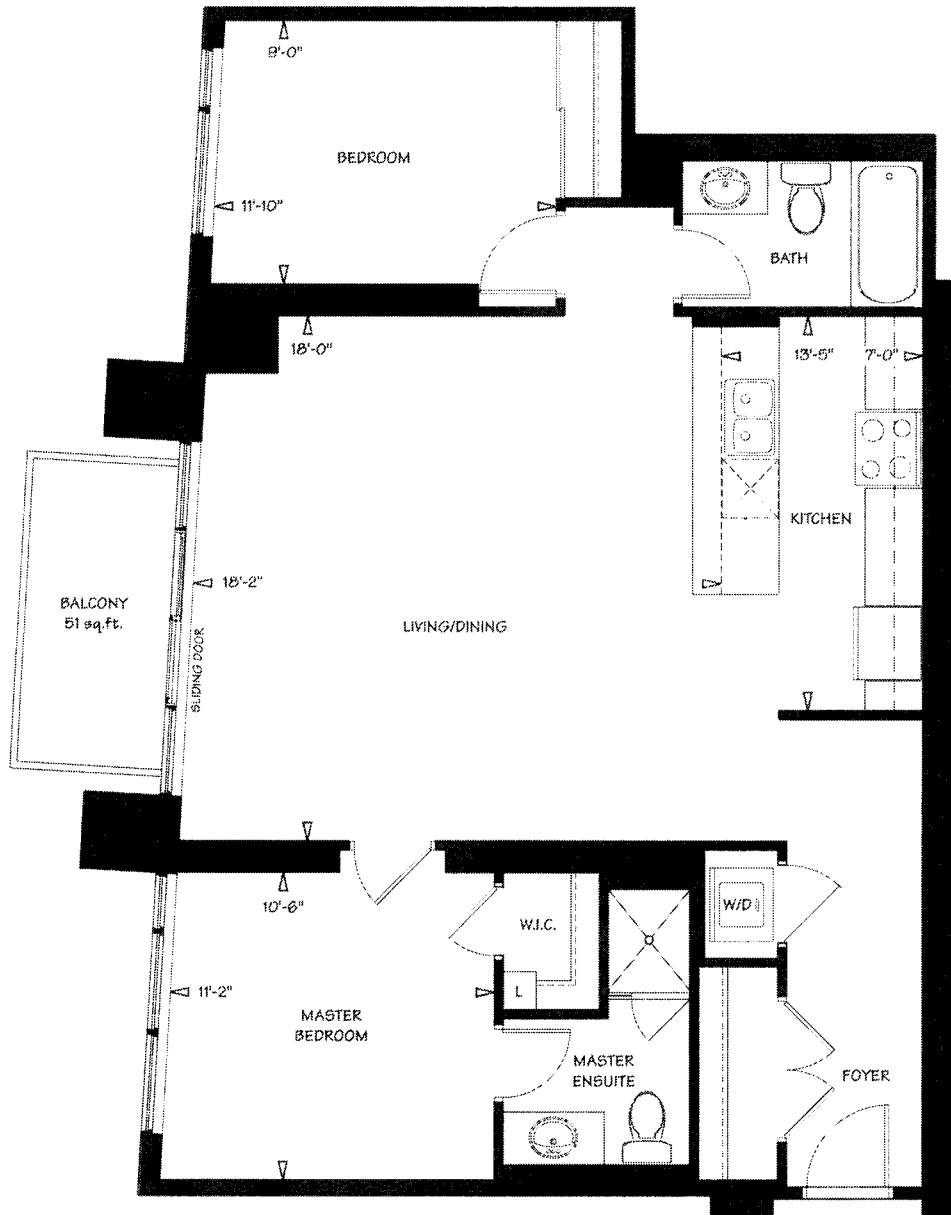 9'-0"
BEDROOM
11'-10"
BATH
18'-0"
13'-5"
7'-0"
KITCHEN
18'-2"
BALCONY
51 sq.ft.
LIVING/DINING
SLIDING DOOR
10'-6"
W.I.C.
W/D
L
11'-2"
MASTER
BEDROOM
MASTER
ENSUITE
FOYER